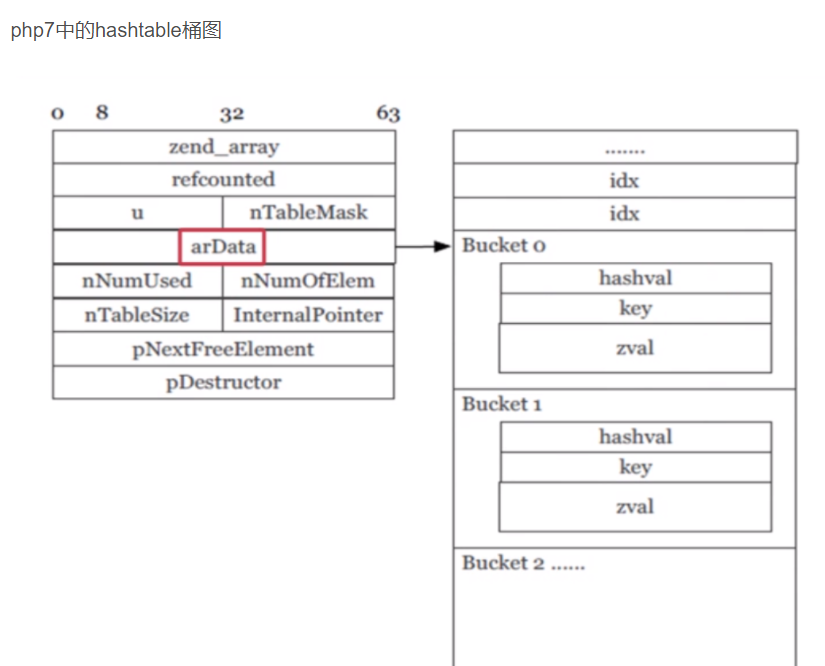 php7中的hashtable桶图
0 8 32 63
zend_array
refcounted
u nTableMask
arData
nNumUsed nNumOfElem
nTableSize InternalPointer
pNextFreeElement
pDestructor
.......
idx
idx
Bucket 0
hashval
key
zval
Bucket 1
hashval
key
zval
Bucket 2 ......